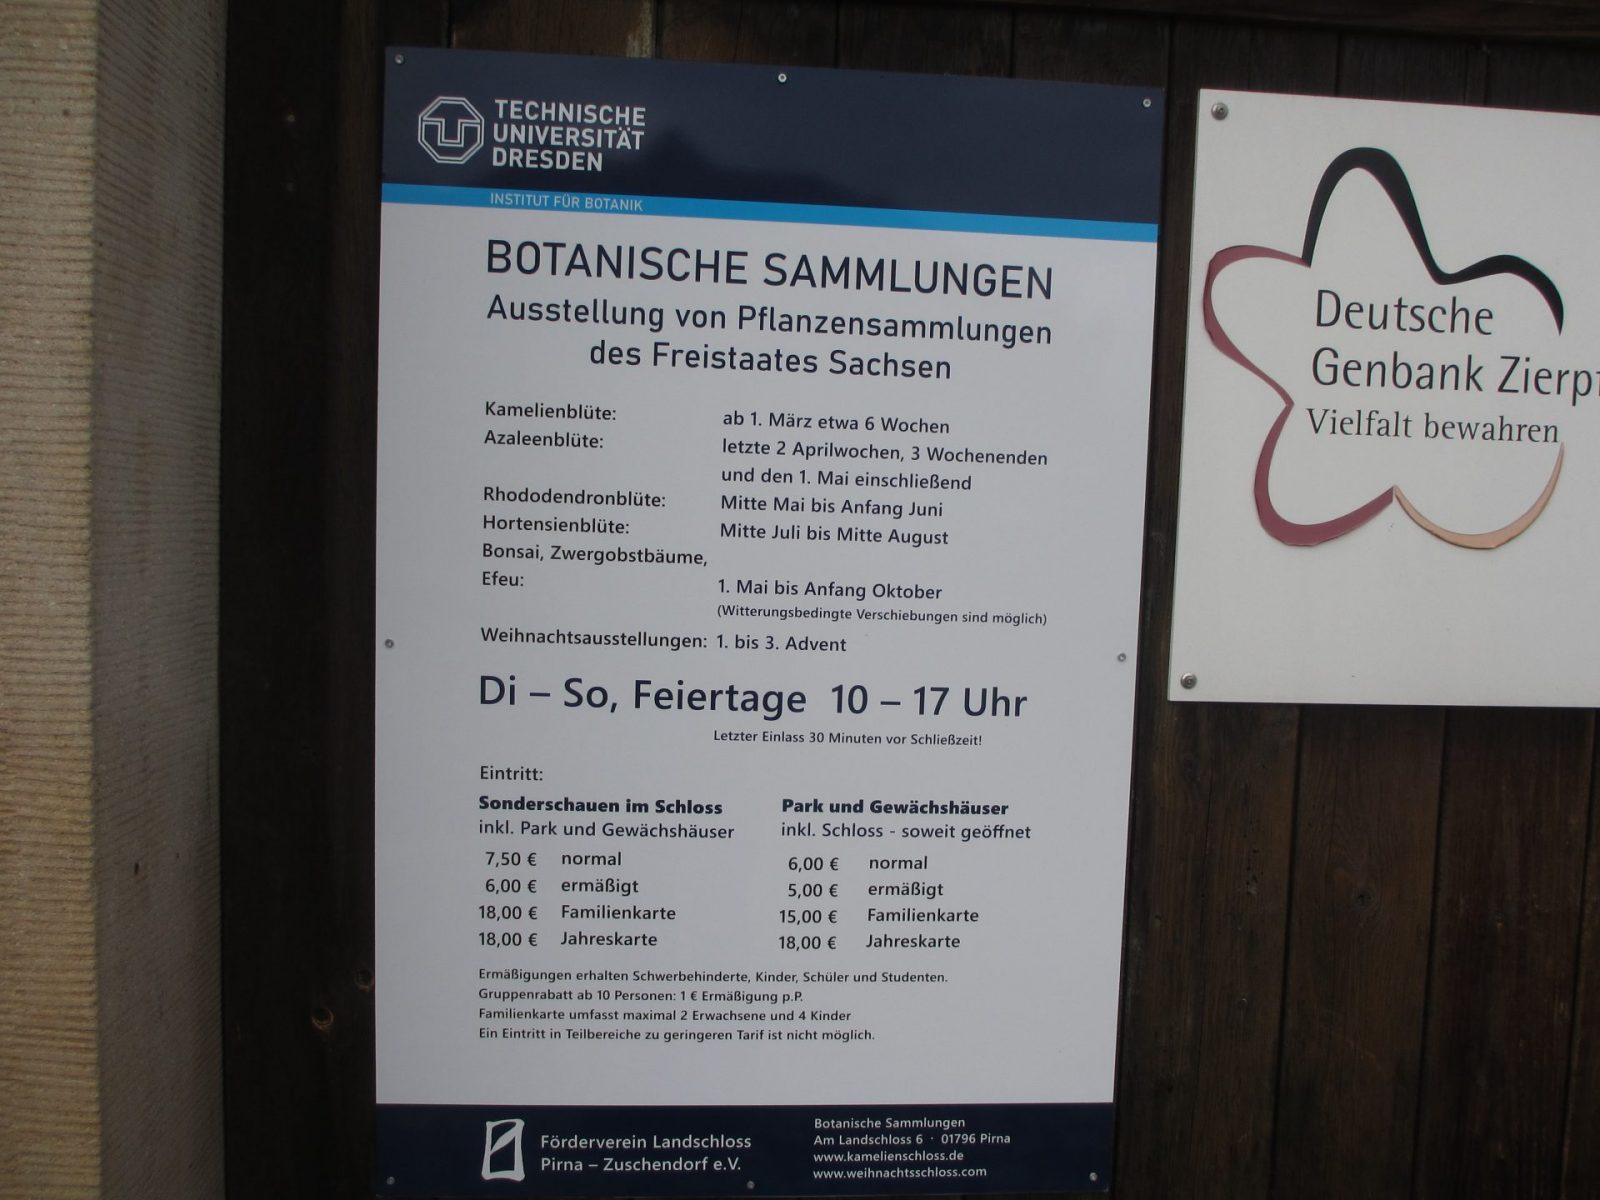 TECHNISCHE
UNIVERSITÄT
DRESDEN
INSTITUT FÜR BOTANIK
BOTANISCHE SAMMLUNGEN
Ausstellung von Pflanzensammlungen
des Freistaates Sachsen
Kamelienblüte: ab 1. März etwa 6 Wochen
Azaleenblüte: letzte 2 Aprilwochen, 3 Wochenenden
und den 1. Mai einschließend
Rhododendronblüte: Mitte Mai bis Anfang Juni
Hortensienblüte: Mitte Juli bis Mitte August
Bonsai, Zwergobstbäume,
Efeu: 1. Mai bis Anfang Oktober
(Witterungsbedingte Verschiebungen sind möglich)
Weihnachtsausstellungen: 1. bis 3. Advent
Di – So, Feiertage 10 – 17 Uhr
Letzter Einlass 30 Minuten vor Schließzeit!
Eintritt:
Sonderschauen im Schloss
inkl. Park und Gewächshäuser
7,50 € normal
6,00 € ermäßigt
18,00 € Familienkarte
18,00 € Jahreskarte
Park und Gewächshäuser
inkl. Schloss - soweit geöffnet
6,00 € normal
5,00 € ermäßigt
15,00 € Familienkarte
18,00 € Jahreskarte
Ermäßigungen erhalten Schwerbehinderte, Kinder, Schüler und Studenten.
Gruppenrabatt ab 10 Personen: 1 € Ermäßigung p.P.
Familienkarte umfasst maximal 2 Erwachsene und 4 Kinder
Ein Eintritt in Teilbereiche zu geringeren Tarif ist nicht möglich.
Förderverein Landschloss
Pirna – Zuschendorf e.V.
Botanische Sammlungen
Am Landschloss 6 · 01796 Pirna
www.kamelienschloss.de
www.weihnachtsschloss.com
Deutsche
Genbank Zierpf
Vielfalt bewahren